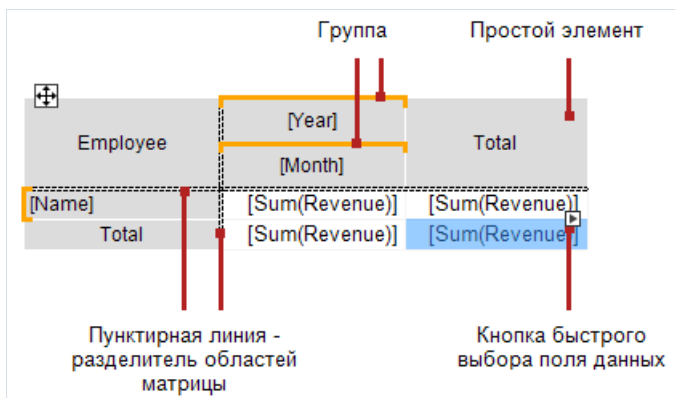 Группа
Простой элемент
Employee
[Year]
Total
[Month]
[Name]
[Sum(Revenue)]
[Sum(Revenue)]
Total
[Sum(Revenue)]
[Sum(Revenue)]
Пунктирная линия -
разделитель областей
матрицы
Кнопка быстрого
выбора поля данных